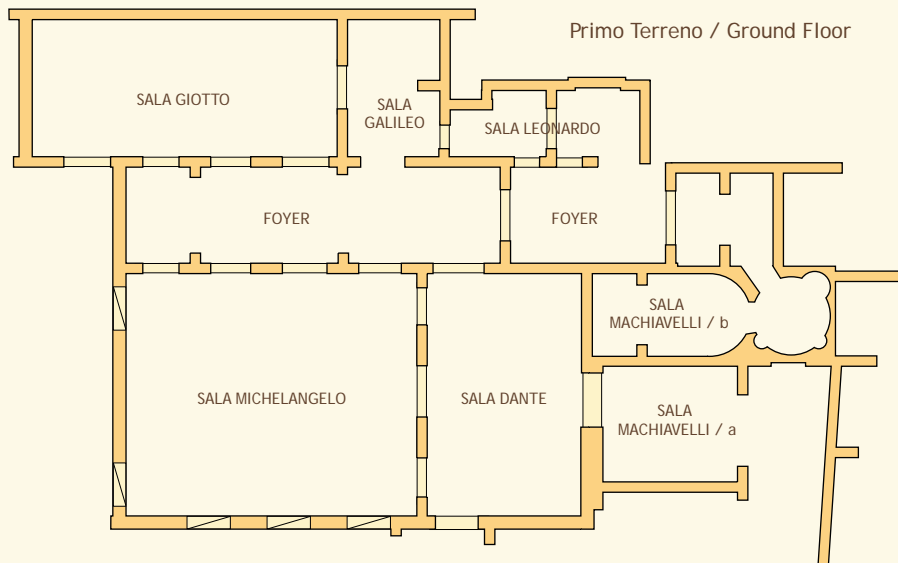 Primo Terreno / Ground Floor
SALA GIOTTO
SALA
GALILEO
SALA LEONARDO
FOYER
FOYER
SALA
MACHIAVELLI / b
SALA MICHELANGELO
SALA DANTE
SALA
MACHIAVELLI / a